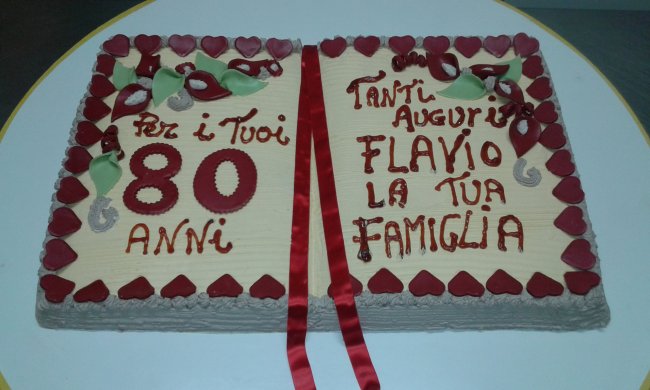 Per i Tuoi
80
ANNi
TANTi
AUGURi
FLAViO
LA TUA
FAMIGLIA